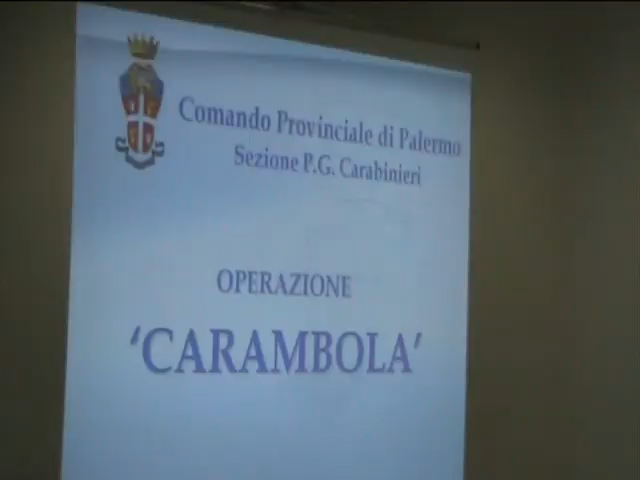 Comando Provinciale di Palermo
Sezione P.G. Carabinieri
OPERAZIONE
‘CARAMBOLA’